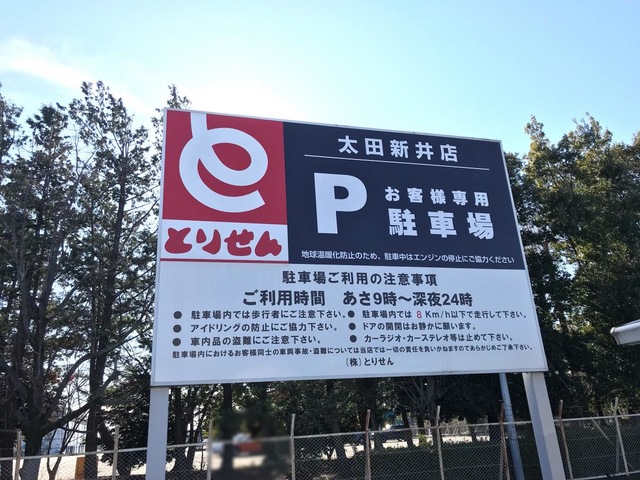 と
とりせん
太田新井店
P お客様専用
駐車場
地球温暖化防止のため、駐車中はエンジンの停止にご協力ください
駐車場ご利用の注意事項
ご利用時間 あさ9時～深夜24時
● 駐車場内では歩行者にご注意下さい。
● 駐車場内では 8 Km/h以下で走行して下さい。
● アイドリングの防止にご協力下さい。
● ドアの開閉はお静かに願います。
● 車内品の盗難にご注意下さい。
● カーラジオ・カーステレオ等は止めて下さい。
駐車場内におけるお客様同士の車両事故・盗難については当店では一切の責任を負いかねますのであらかじめご了承下さい。
(株)とりせん